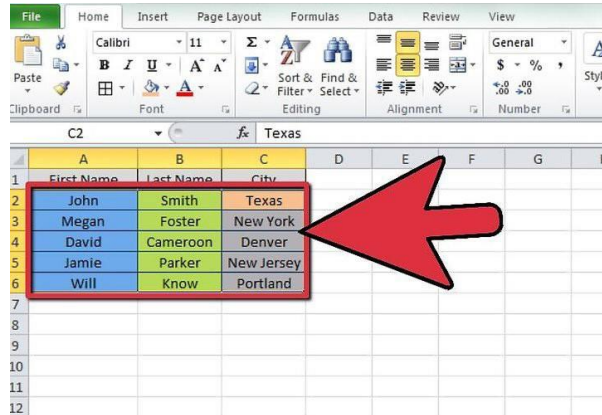 File Home Insert Page Layout Formulas Data Review View
Calibri 11 General
Paste B I U A A Σ Sort & Filter Find & Select $ % , Styl
.0 .00 .00 .0
Clipboard Font Editing Alignment Number
C2 fx Texas
A B C D E F G
1 First Name Last Name City
2 John Smith Texas
3 Megan Foster New York
4 David Cameroon Denver
5 Jamie Parker New Jersey
6 Will Know Portland
7
8
9
10
11
12